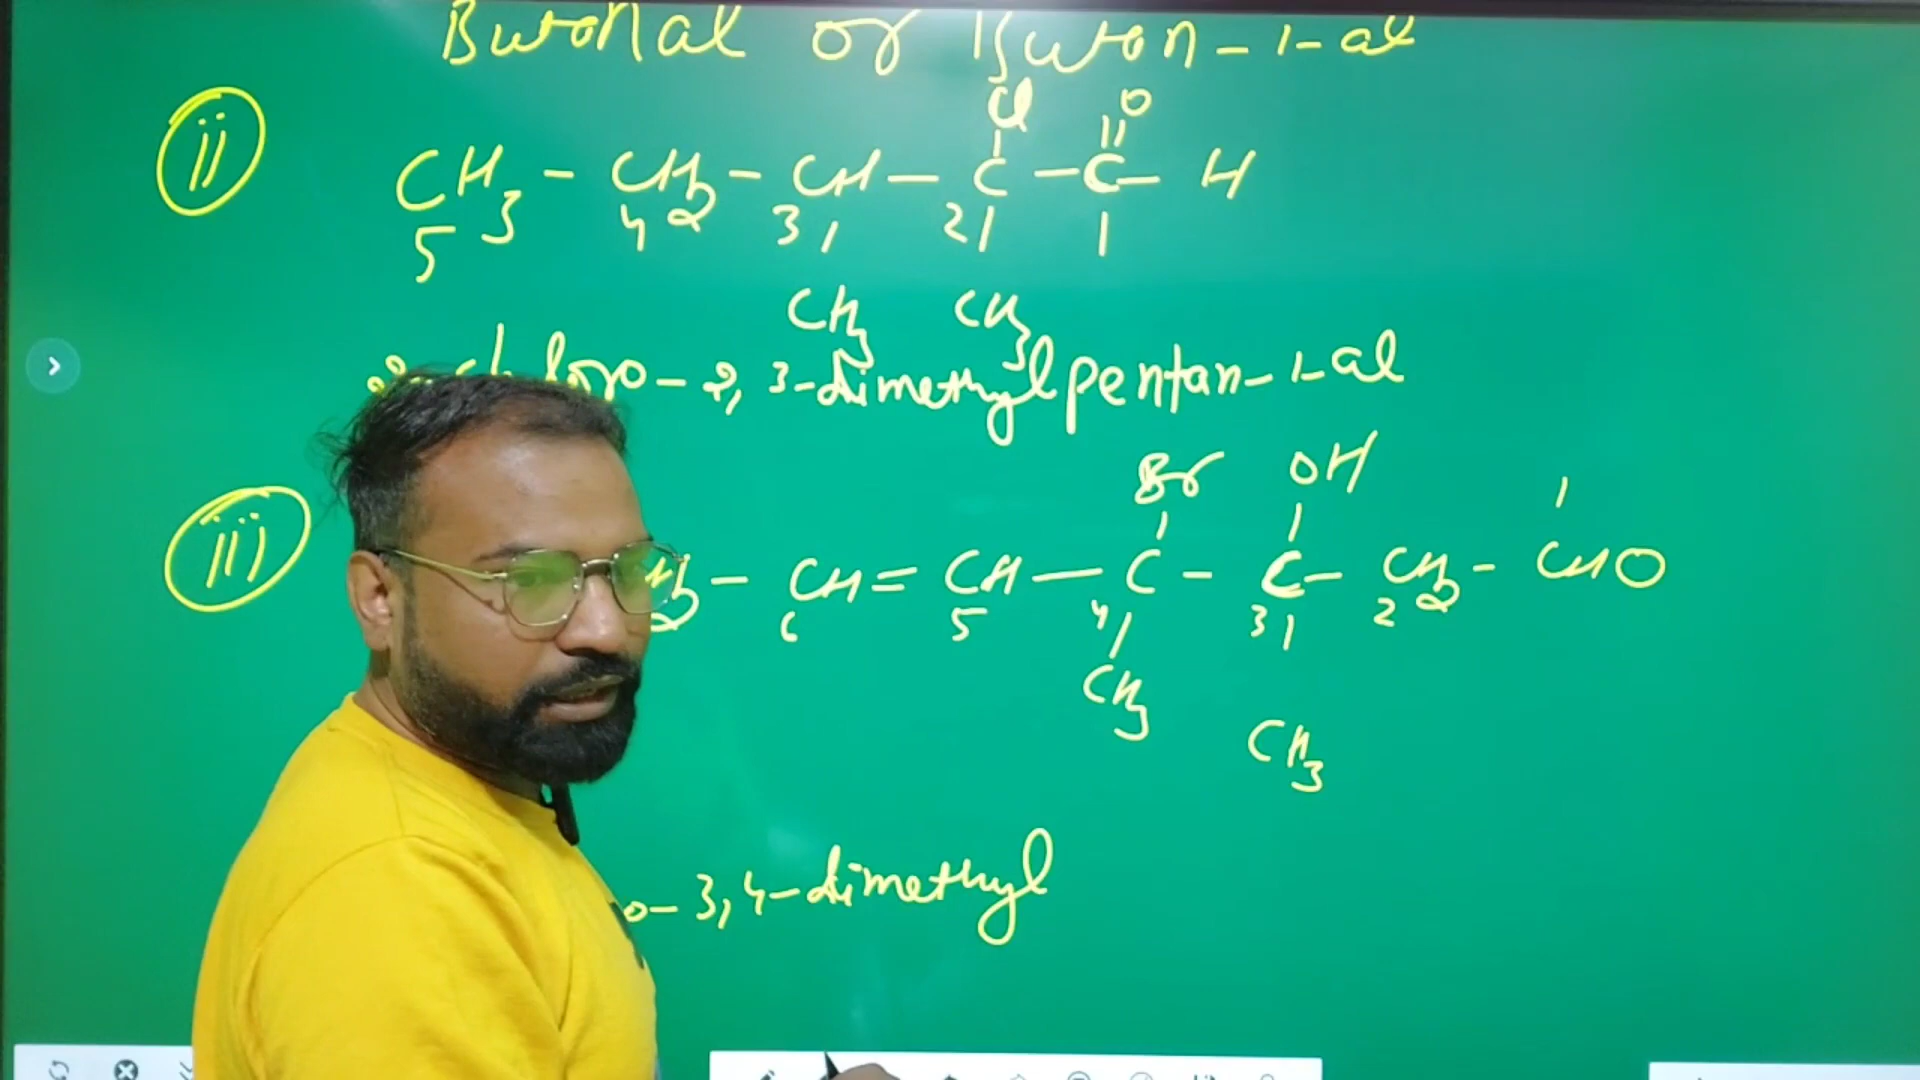 Butanal or Butan-1-al
ii
Cl O
CH3 - CH2 - CH - C - C - H
5 4 3 2 1
CH3 CH3
2-chloro-2,3-dimethylpentan-1-al
Br OH 1
iii
- CH = CH - C - C - CH2 - CHO
6 5 4 3 2
CH3
CH3
o-3,4-dimethyl